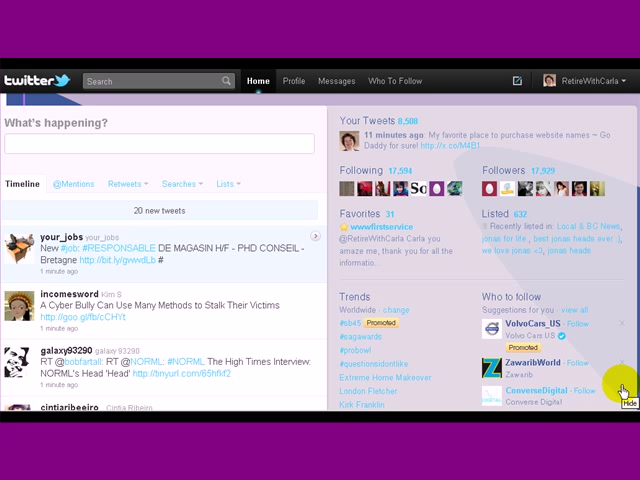 twitter
Search
Home
Profile
Messages
Who To Follow
RetireWithCarla
What's happening?
Timeline
@Mentions
Retweets
Searches
Lists
20 new tweets
your_jobs your_jobs
New #job: #RESPONSABLE DE MAGASIN H/F - PHD CONSEIL -
Bretagne http://bit.ly/gwvdLb #
1 minute ago
incomesword Kim S
A Cyber Bully Can Use Many Methods to Stalk Their Victims
http://goo.gl/fb/cCHYt
1 minute ago
galaxy93290 galaxy 93290
RT @bobfartall: RT @NORML: #NORML The High Times Interview:
NORML's Head 'Head' http://tinyurl.com/65hfkf2
1 minute ago
cintiaribeeiro Cintia Ribeiro
Your Tweets 8,508
11 minutes ago: My favorite place to purchase website names ~ Go
Daddy for sure! http://x.co/M4B1
Following 17,594
Followers 17,929
Favorites 31
wwwfirstservice
@RetireWithCarla Carla you
amaze me, thank you for all the
informatio...
Listed 632
Recently listed in: Local & BC News,
jonas for life , best jonas heads ever :),
we love jonas <3, jonas heads
Trends
Worldwide · change
#sb45 Promoted
#sagawards
#probowl
#questionsidontlike
Extreme Home Makeover
London Fletcher
Kirk Franklin
Who to follow
Suggestions for you · view all
VolvoCars_US · Follow
Volvo Cars US
Promoted
ZawaribWorld · Follow
Zawarib
ConverseDigital · Follow
Converse Digital
Hide